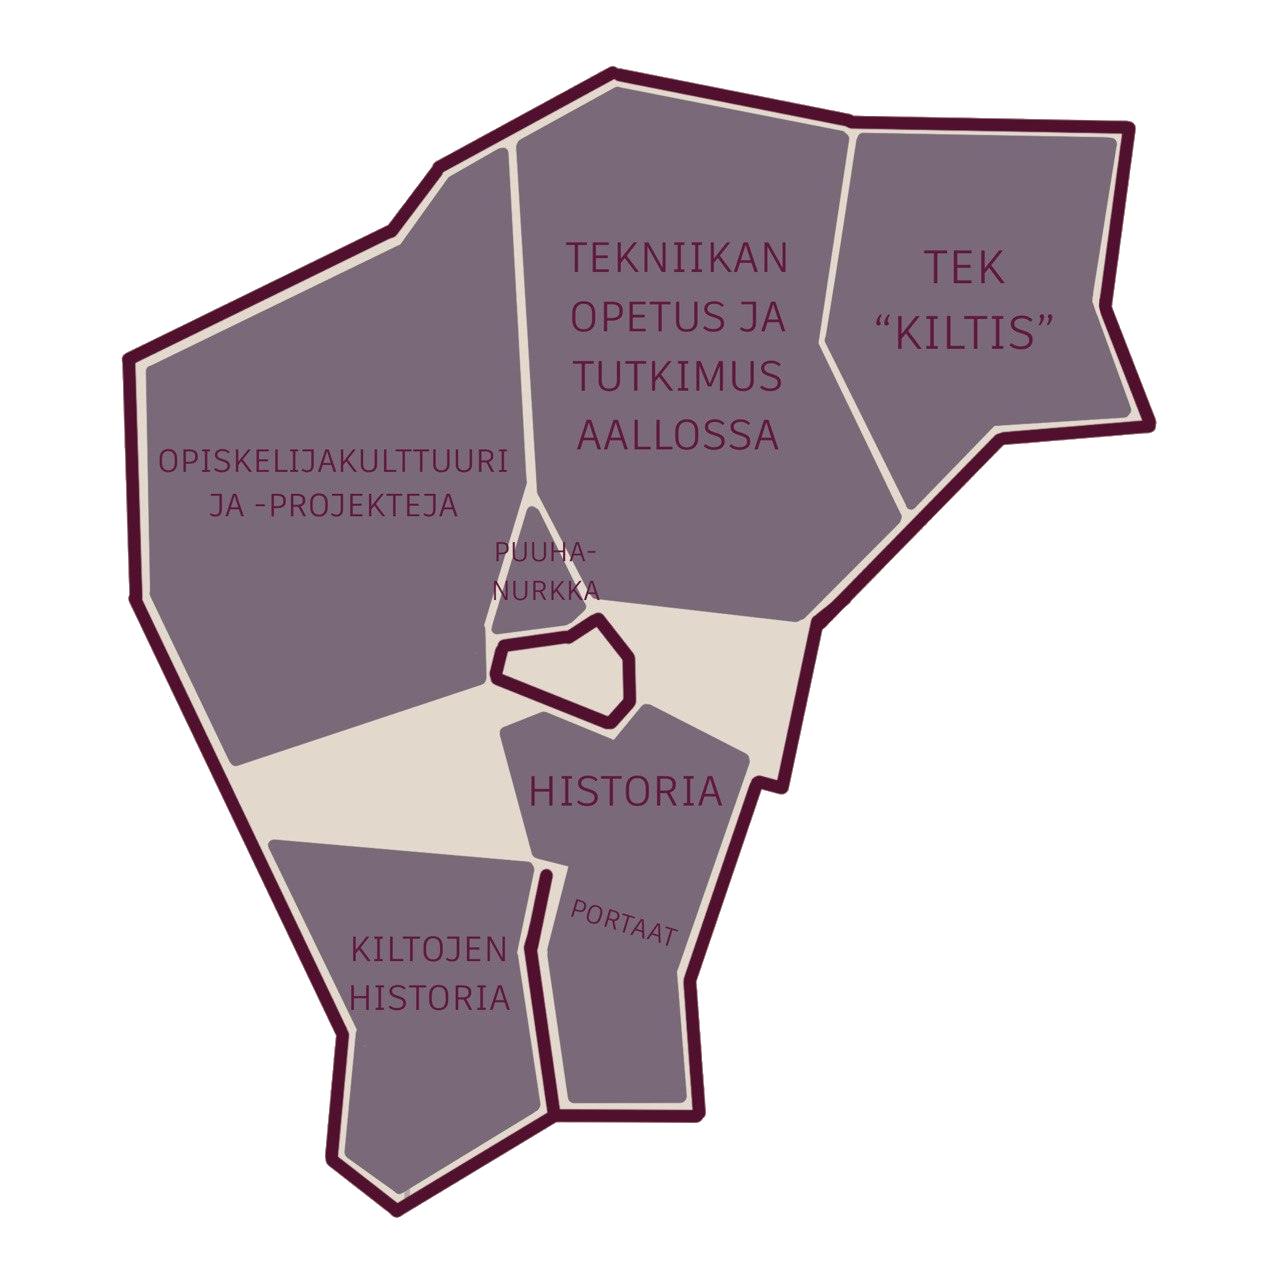 TEKNIIKAN
OPETUS JA
TUTKIMUS
AALLOSSA
TEK
“KILTIS”
OPISKELIJAKULTTUURI
JA -PROJEKTEJA
PUUHA-
NURKKA
HISTORIA
PORTAAT
KILTOJEN
HISTORIA